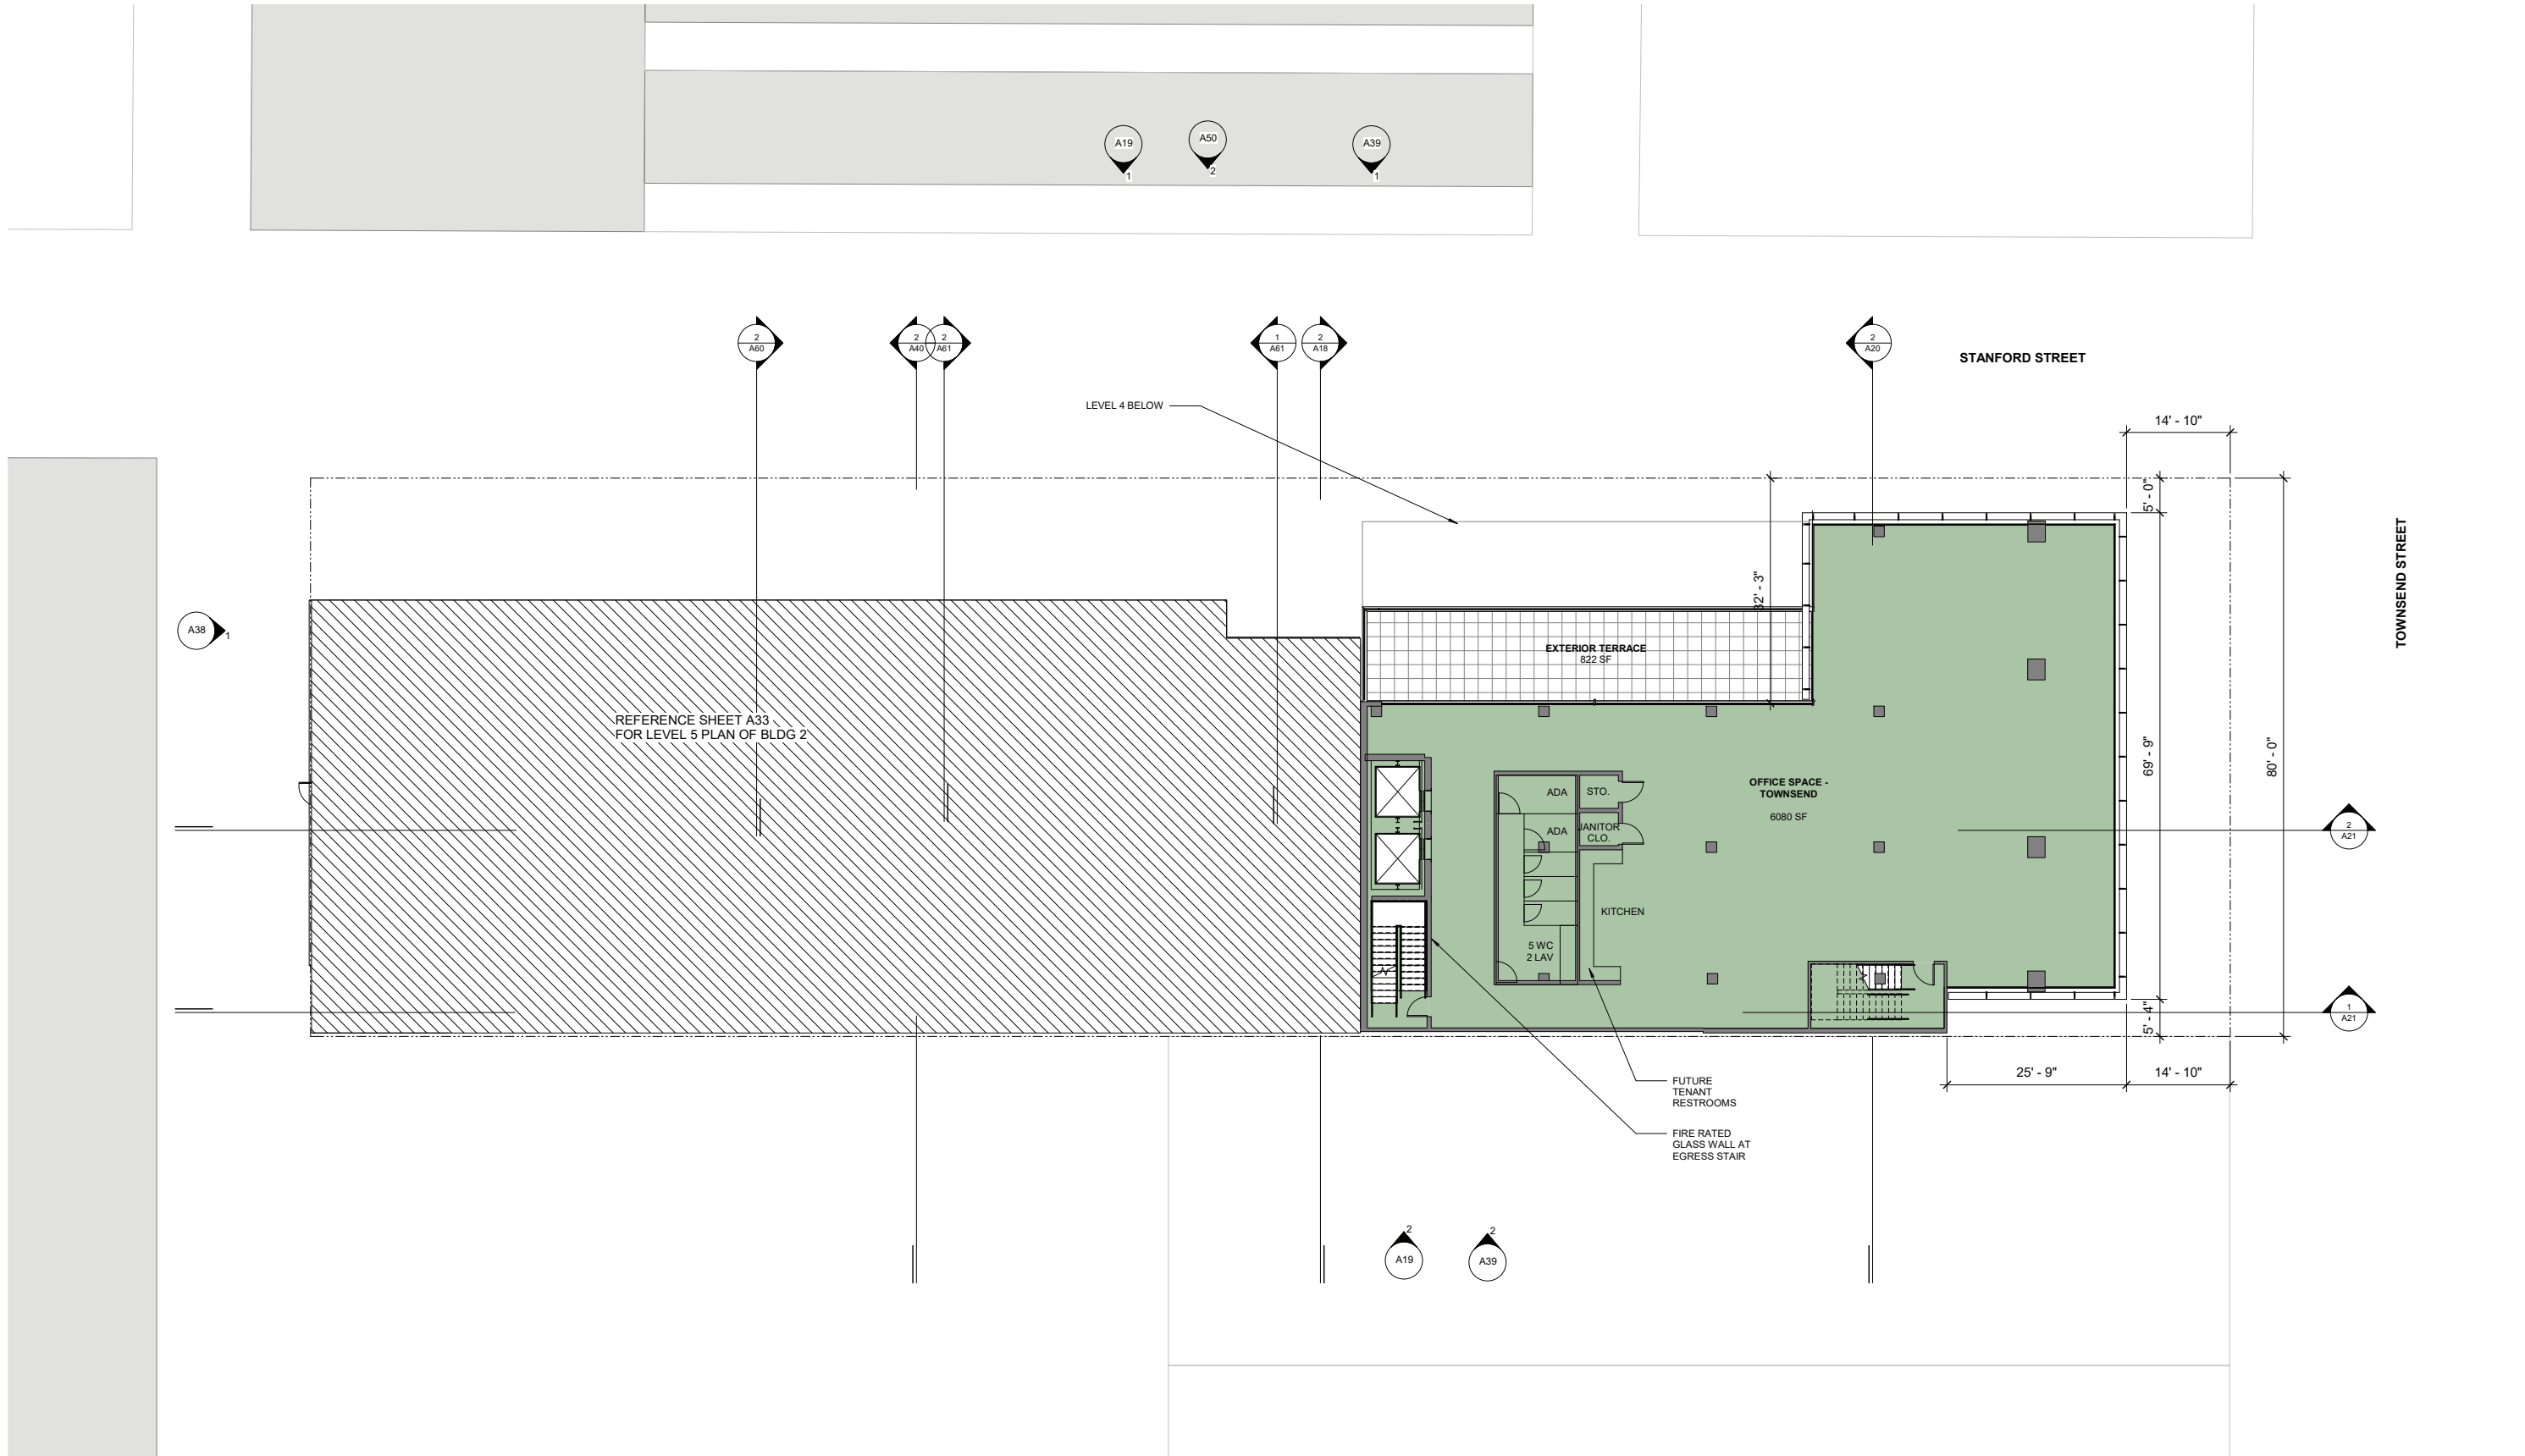 A19
1
A50
2
A39
1
2
A60
2
A40
2
A61
1
A61
2
A18
2
A20
STANFORD STREET
LEVEL 4 BELOW
14' - 10"
5' - 0"
TOWNSEND STREET
32' - 3"
A38
1
EXTERIOR TERRACE
822 SF
REFERENCE SHEET A33
FOR LEVEL 5 PLAN OF BLDG 2
69' - 9"
80' - 0"
OFFICE SPACE -
TOWNSEND
6080 SF
ADA
STO.
ADA
JANITOR
CLO.
2
A21
KITCHEN
5 WC
2 LAV
1
A21
5' - 4"
25' - 9"
14' - 10"
FUTURE
TENANT
RESTROOMS
FIRE RATED
GLASS WALL AT
EGRESS STAIR
2
A19
2
A39